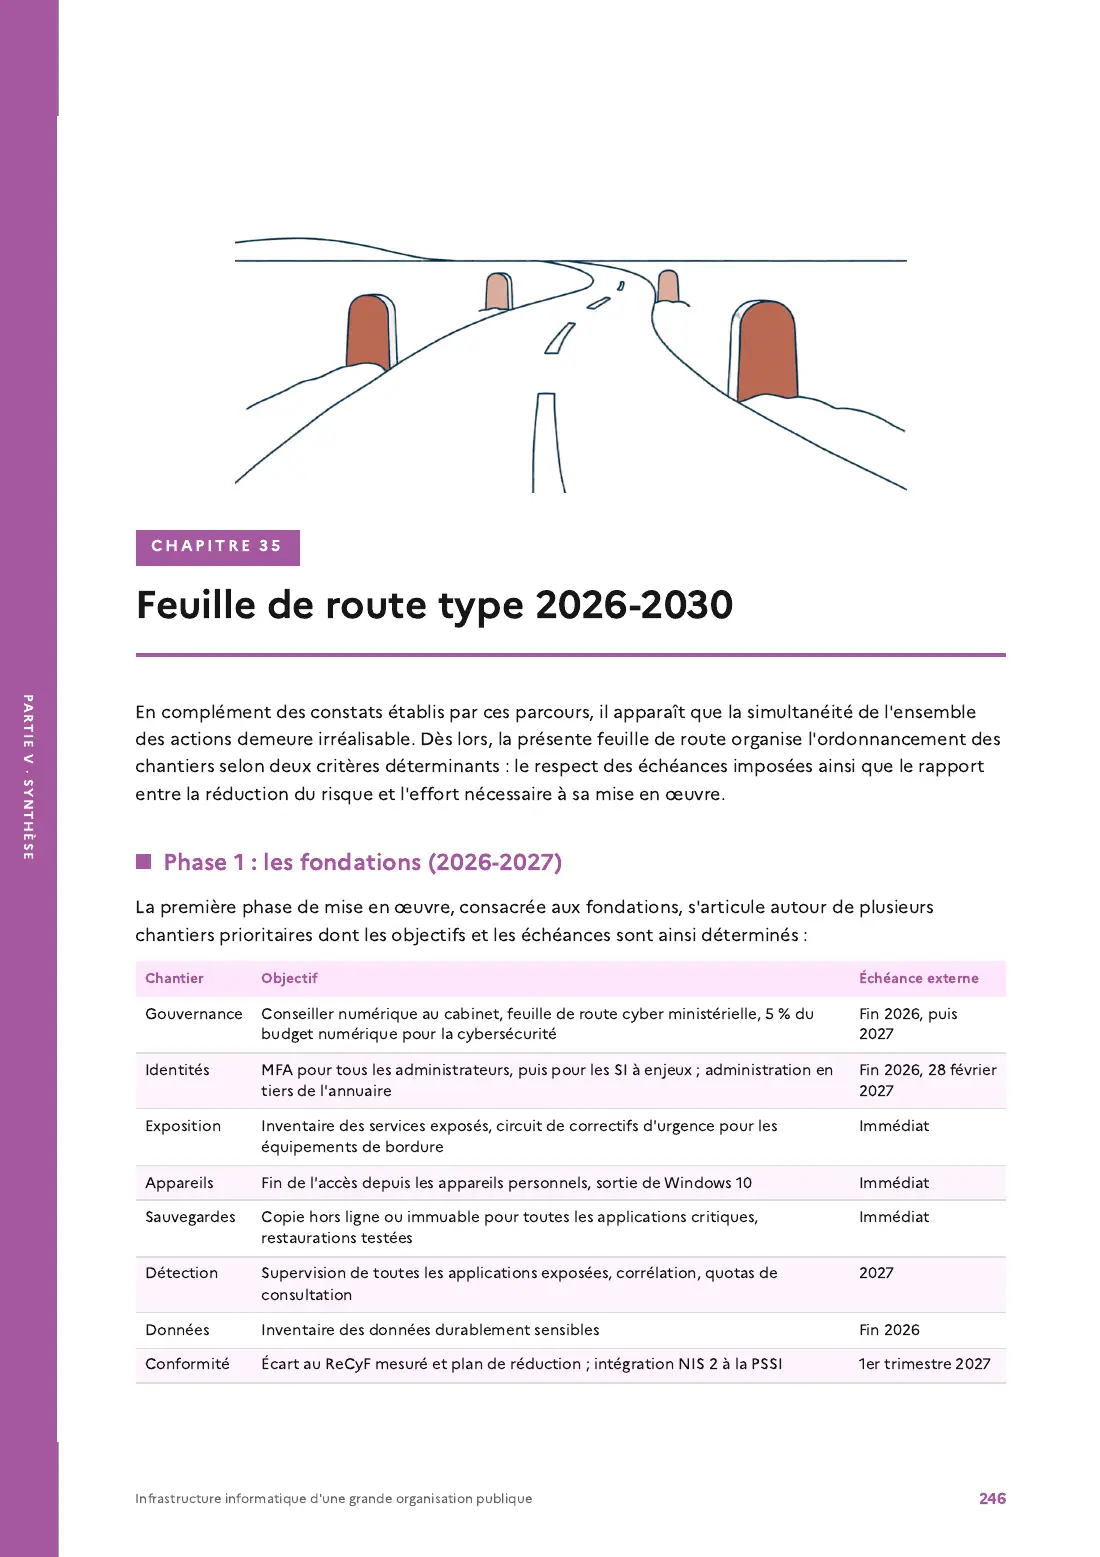 CHAPITRE 35
Feuille de route type 2026-2030
En complément des constats établis par ces parcours, il apparaît que la simultanéité de l'ensemble
des actions demeure irréalisable. Dès lors, la présente feuille de route organise l'ordonnancement des
chantiers selon deux critères déterminants : le respect des échéances imposées ainsi que le rapport
entre la réduction du risque et l'effort nécessaire à sa mise en œuvre.
Phase 1 : les fondations (2026-2027)
La première phase de mise en œuvre, consacrée aux fondations, s'articule autour de plusieurs
chantiers prioritaires dont les objectifs et les échéances sont ainsi déterminés :
Chantier Objectif Échéance externe
Gouvernance Conseiller numérique au cabinet, feuille de route cyber ministérielle, 5 % du Fin 2026, puis
budget numérique pour la cybersécurité 2027
Identités MFA pour tous les administrateurs, puis pour les SI à enjeux ; administration en Fin 2026, 28 février
tiers de l'annuaire 2027
Exposition Inventaire des services exposés, circuit de correctifs d'urgence pour les Immédiat
équipements de bordure
Appareils Fin de l'accès depuis les appareils personnels, sortie de Windows 10 Immédiat
Sauvegardes Copie hors ligne ou immuable pour toutes les applications critiques, Immédiat
restaurations testées
Détection Supervision de toutes les applications exposées, corrélation, quotas de 2027
consultation
Données Inventaire des données durablement sensibles Fin 2026
Conformité Écart au ReCyF mesuré et plan de réduction ; intégration NIS 2 à la PSSI 1er trimestre 2027
PARTIE V · SYNTHÈSE
Infrastructure informatique d'une grande organisation publique 246